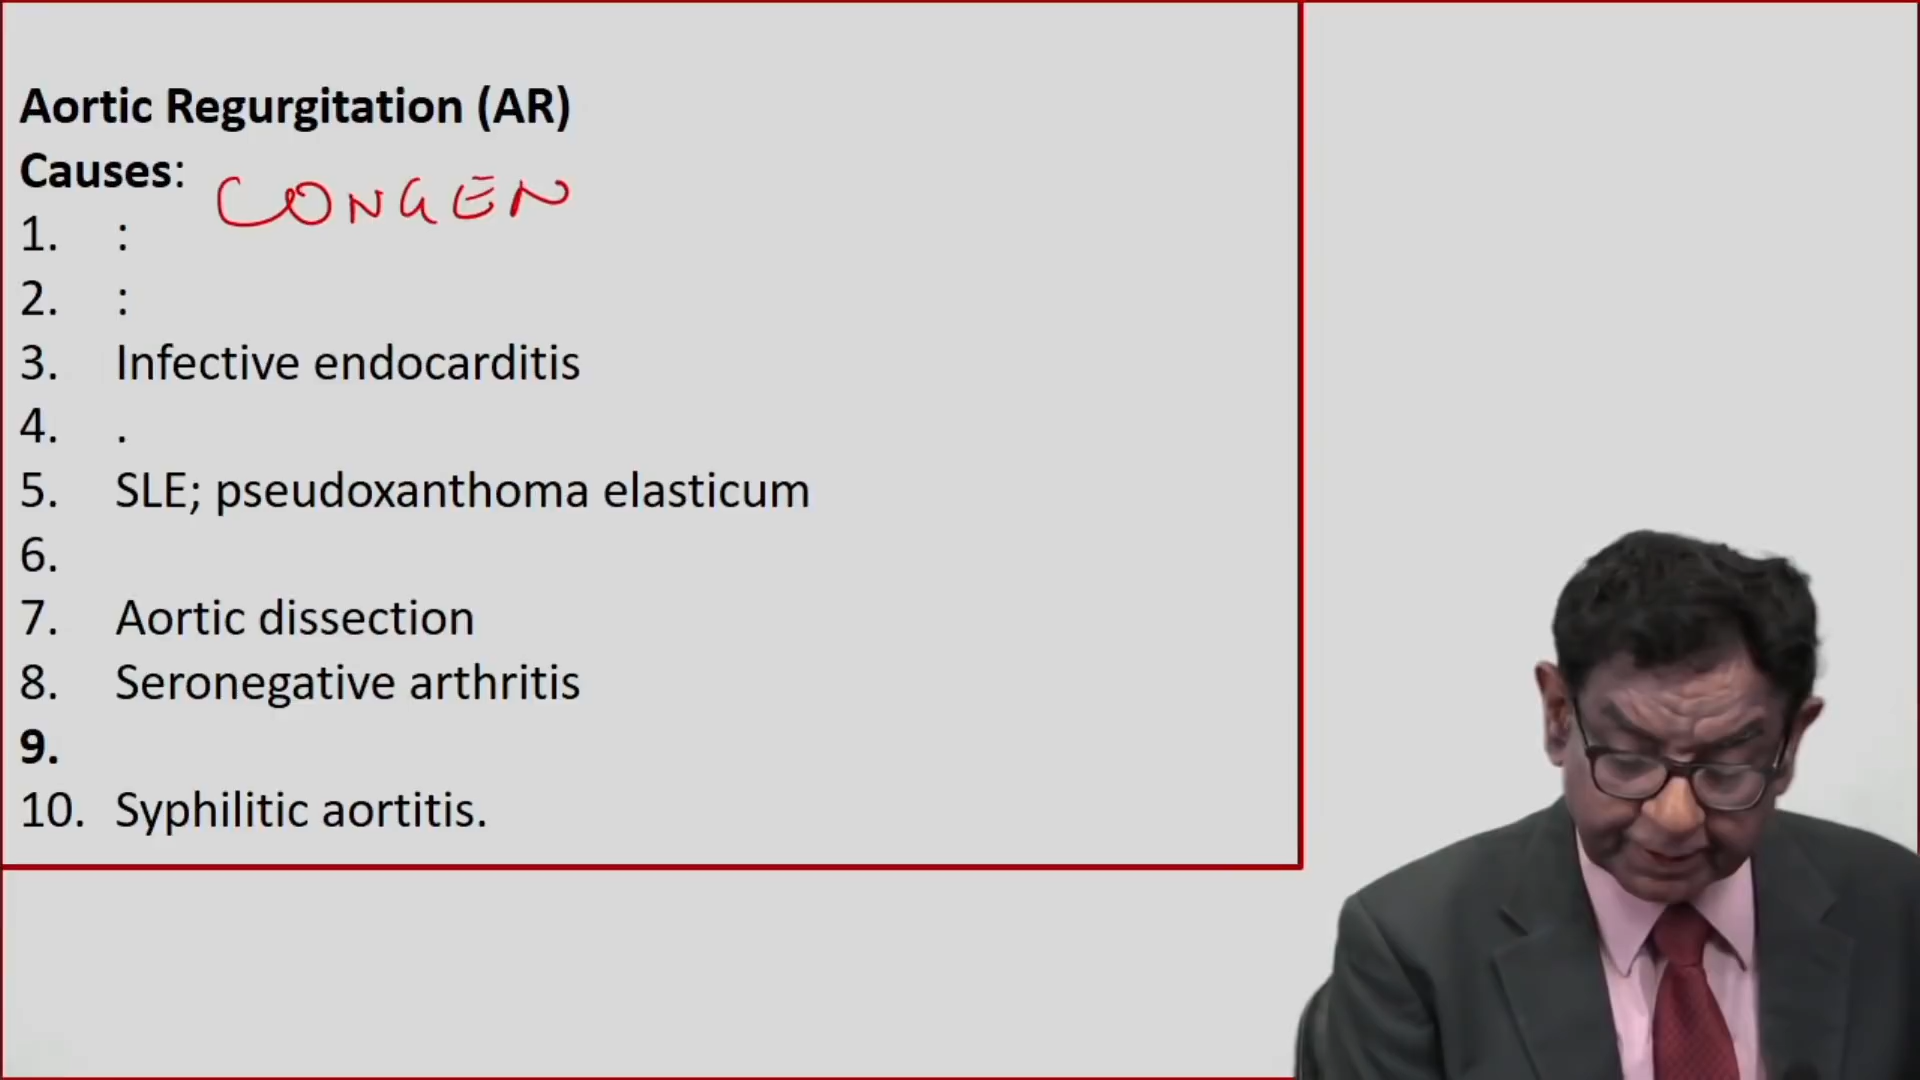 Aortic Regurgitation (AR)
Causes:
CONGEN
1. :
2. :
3. Infective endocarditis
4. .
5. SLE; pseudoxanthoma elasticum
6.
7. Aortic dissection
8. Seronegative arthritis
9.
10. Syphilitic aortitis.